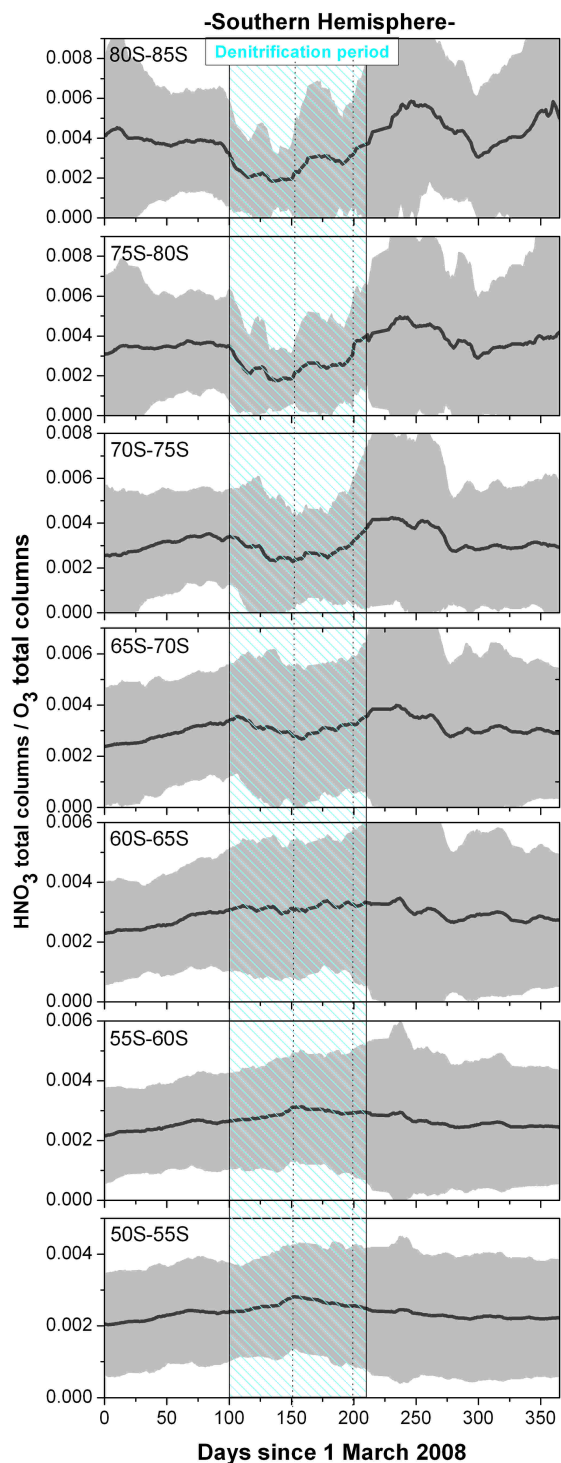 -Southern Hemisphere-
Denitrification period
80S-85S
0.008
0.006
0.004
0.002
0.000
75S-80S
0.008
0.006
0.004
0.002
0.000
70S-75S
0.008
0.006
0.004
0.002
0.000
65S-70S
0.006
0.004
0.002
0.000
60S-65S
0.006
0.004
0.002
0.000
55S-60S
0.006
0.004
0.002
0.000
50S-55S
0.004
0.002
0.000
0 50 100 150 200 250 300 350
Days since 1 March 2008
HNO3 total columns / O3 total columns